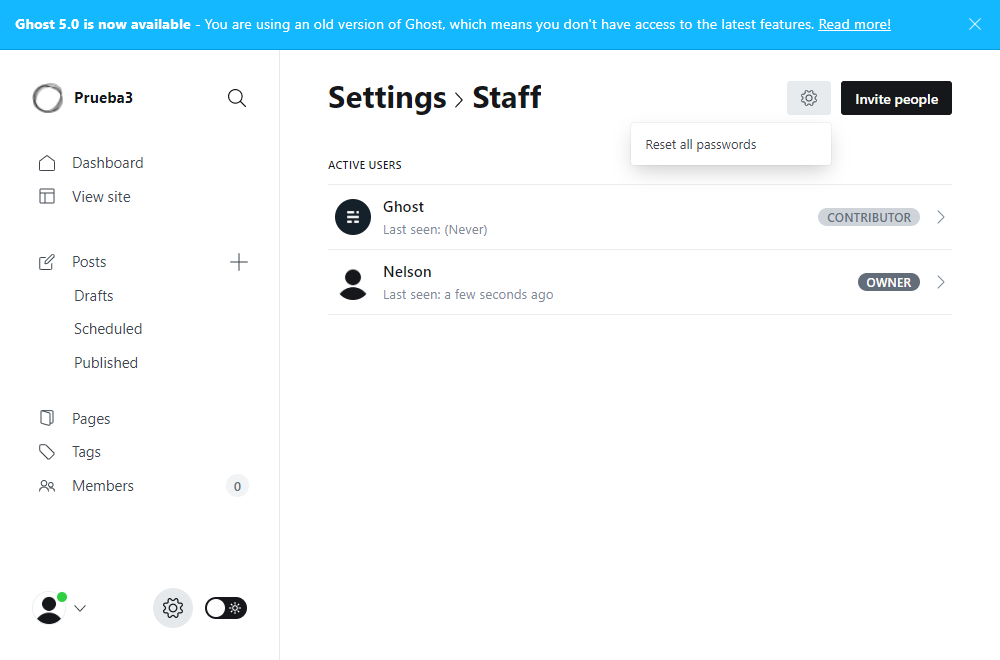 Ghost 5.0 is now available - You are using an old version of Ghost, which means you don't have access to the latest features. Read more!
Prueba3
Dashboard
View site
Posts
Drafts
Scheduled
Published
Pages
Tags
Members 0
Settings > Staff
Invite people
Reset all passwords
ACTIVE USERS
Ghost
Last seen: (Never)
CONTRIBUTOR
Nelson
Last seen: a few seconds ago
OWNER